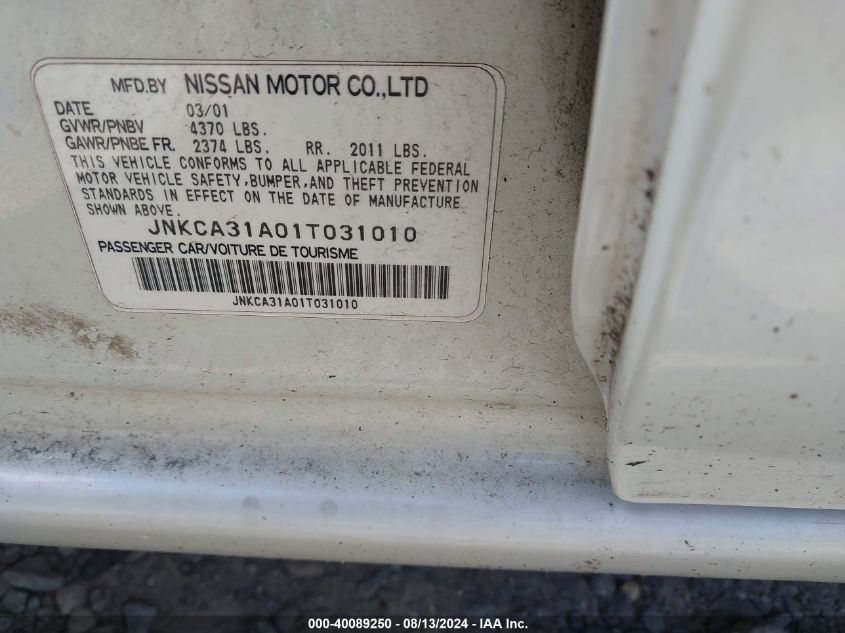 MFD.BY NISSAN MOTOR CO.,LTD
DATE 03/01
GVWR/PNBV 4370 LBS.
GAWR/PNBE FR. 2374 LBS. RR. 2011 LBS.
THIS VEHICLE CONFORMS TO ALL APPLICABLE FEDERAL
MOTOR VEHICLE SAFETY,BUMPER,AND THEFT PREVENTION
STANDARDS IN EFFECT ON THE DATE OF MANUFACTURE
SHOWN ABOVE.
JNKCA31A01T031010
PASSENGER CAR/VOITURE DE TOURISME
JNKCA31A01T031010
000-40089250 - 08/13/2024 - IAA Inc.